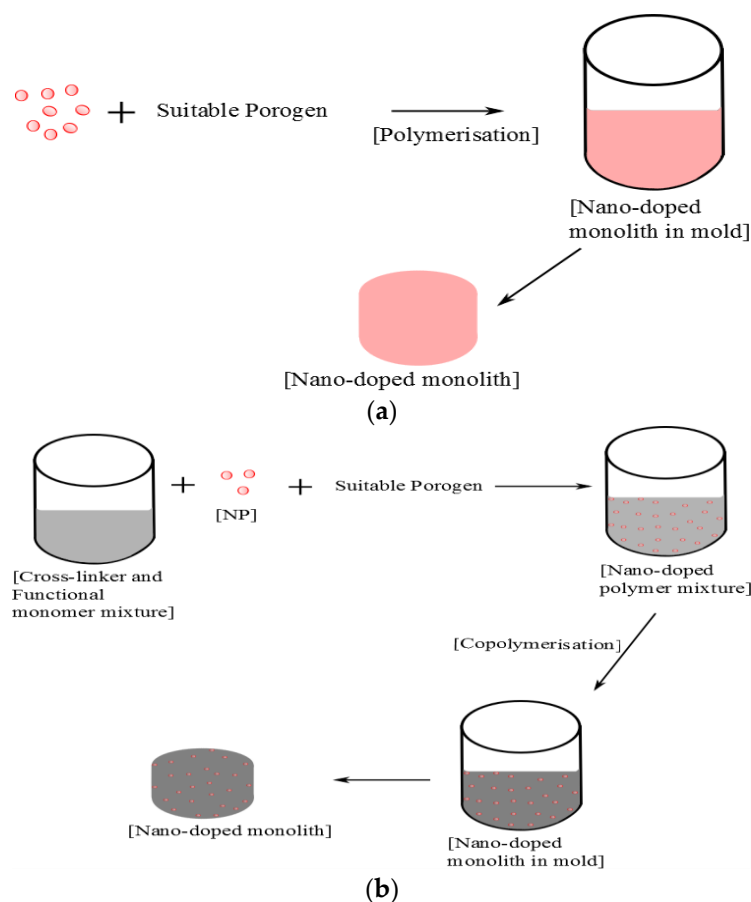 + Suitable Porogen
[Polymerisation]
[Nano-doped
monolith in mold]
[Nano-doped monolith]
(a)
+ [NP] + Suitable Porogen
[Cross-linker and
Functional
monomer mixture]
[Nano-doped
polymer mixture]
[Copolymerisation]
[Nano-doped monolith]
[Nano-doped
monolith in mold]
(b)